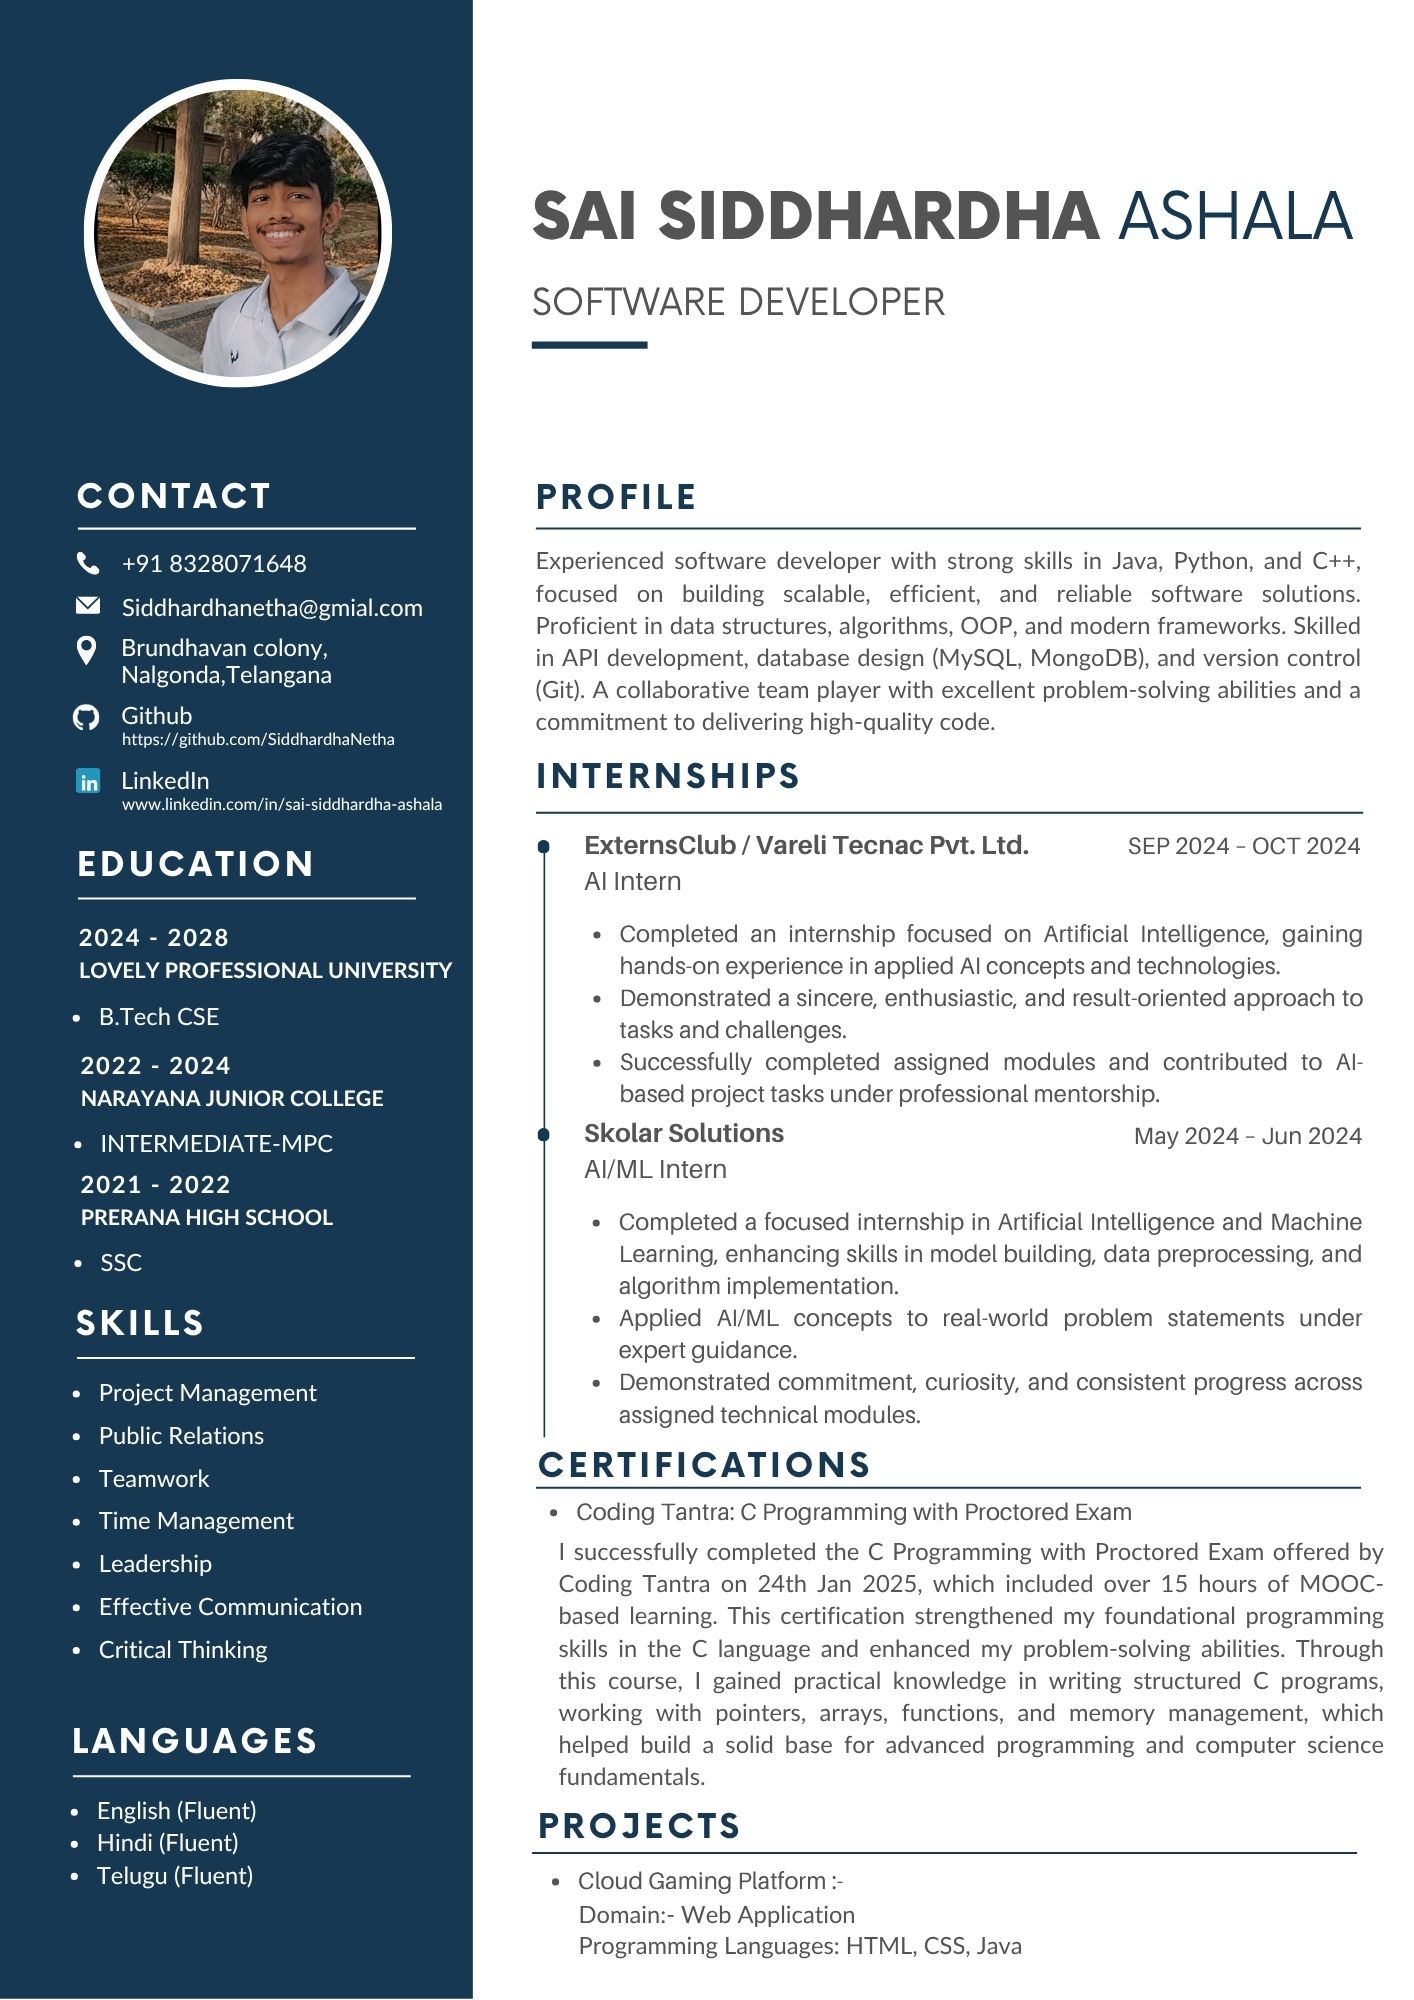 SAI SIDDHARDHA ASHALA
SOFTWARE DEVELOPER
CONTACT
+91 8328071648
Siddhardhanetha@gmial.com
Brundhavan colony,
Nalgonda,Telangana
Github
https://github.com/SiddhardhaNetha
LinkedIn
www.linkedin.com/in/sai-siddhardha-ashala
EDUCATION
2024 - 2028
LOVELY PROFESSIONAL UNIVERSITY
• B.Tech CSE
2022 - 2024
NARAYANA JUNIOR COLLEGE
• INTERMEDIATE-MPC
2021 - 2022
PRERANA HIGH SCHOOL
• SSC
SKILLS
• Project Management
• Public Relations
• Teamwork
• Time Management
• Leadership
• Effective Communication
• Critical Thinking
LANGUAGES
• English (Fluent)
• Hindi (Fluent)
• Telugu (Fluent)
PROFILE
Experienced software developer with strong skills in Java, Python, and C++,
focused on building scalable, efficient, and reliable software solutions.
Proficient in data structures, algorithms, OOP, and modern frameworks. Skilled
in API development, database design (MySQL, MongoDB), and version control
(Git). A collaborative team player with excellent problem-solving abilities and a
commitment to delivering high-quality code.
INTERNSHIPS
ExternsClub / Vareli Tecnac Pvt. Ltd. SEP 2024 – OCT 2024
AI Intern
• Completed an internship focused on Artificial Intelligence, gaining
hands-on experience in applied AI concepts and technologies.
• Demonstrated a sincere, enthusiastic, and result-oriented approach to
tasks and challenges.
• Successfully completed assigned modules and contributed to AI-
based project tasks under professional mentorship.
Skolar Solutions May 2024 – Jun 2024
AI/ML Intern
• Completed a focused internship in Artificial Intelligence and Machine
Learning, enhancing skills in model building, data preprocessing, and
algorithm implementation.
• Applied AI/ML concepts to real-world problem statements under
expert guidance.
• Demonstrated commitment, curiosity, and consistent progress across
assigned technical modules.
CERTIFICATIONS
• Coding Tantra: C Programming with Proctored Exam
I successfully completed the C Programming with Proctored Exam offered by
Coding Tantra on 24th Jan 2025, which included over 15 hours of MOOC-
based learning. This certification strengthened my foundational programming
skills in the C language and enhanced my problem-solving abilities. Through
this course, I gained practical knowledge in writing structured C programs,
working with pointers, arrays, functions, and memory management, which
helped build a solid base for advanced programming and computer science
fundamentals.
PROJECTS
• Cloud Gaming Platform :-
Domain:- Web Application
Programming Languages: HTML, CSS, Java